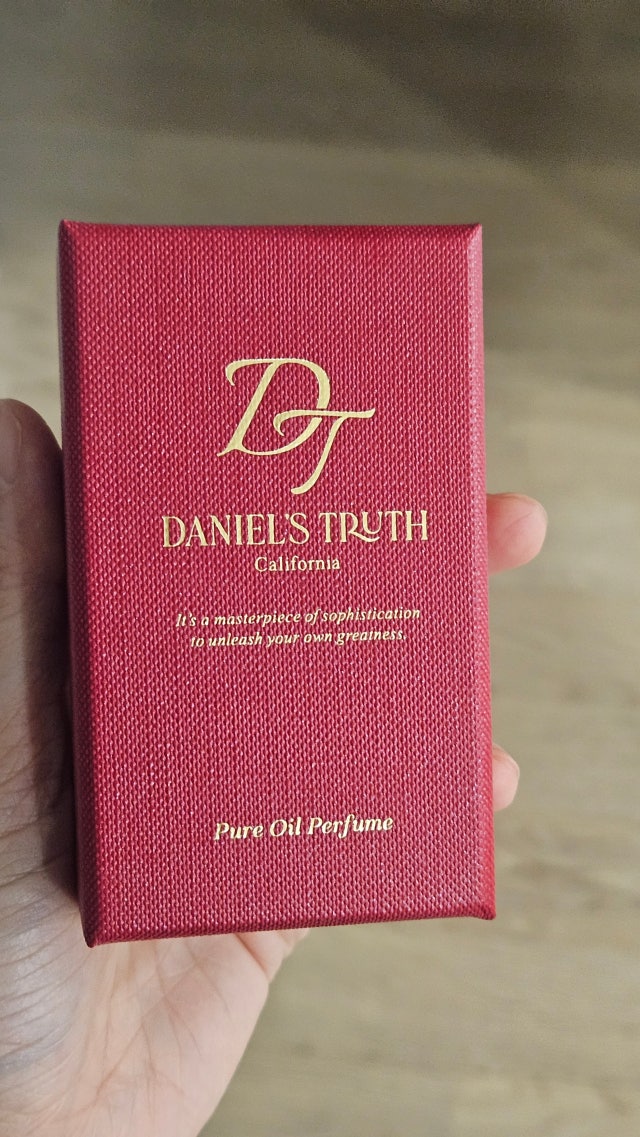 DT
DANIEL'S TRUTH
California
It's a masterpiece of sophistication
to unleash your own greatness.
Pure Oil Perfume